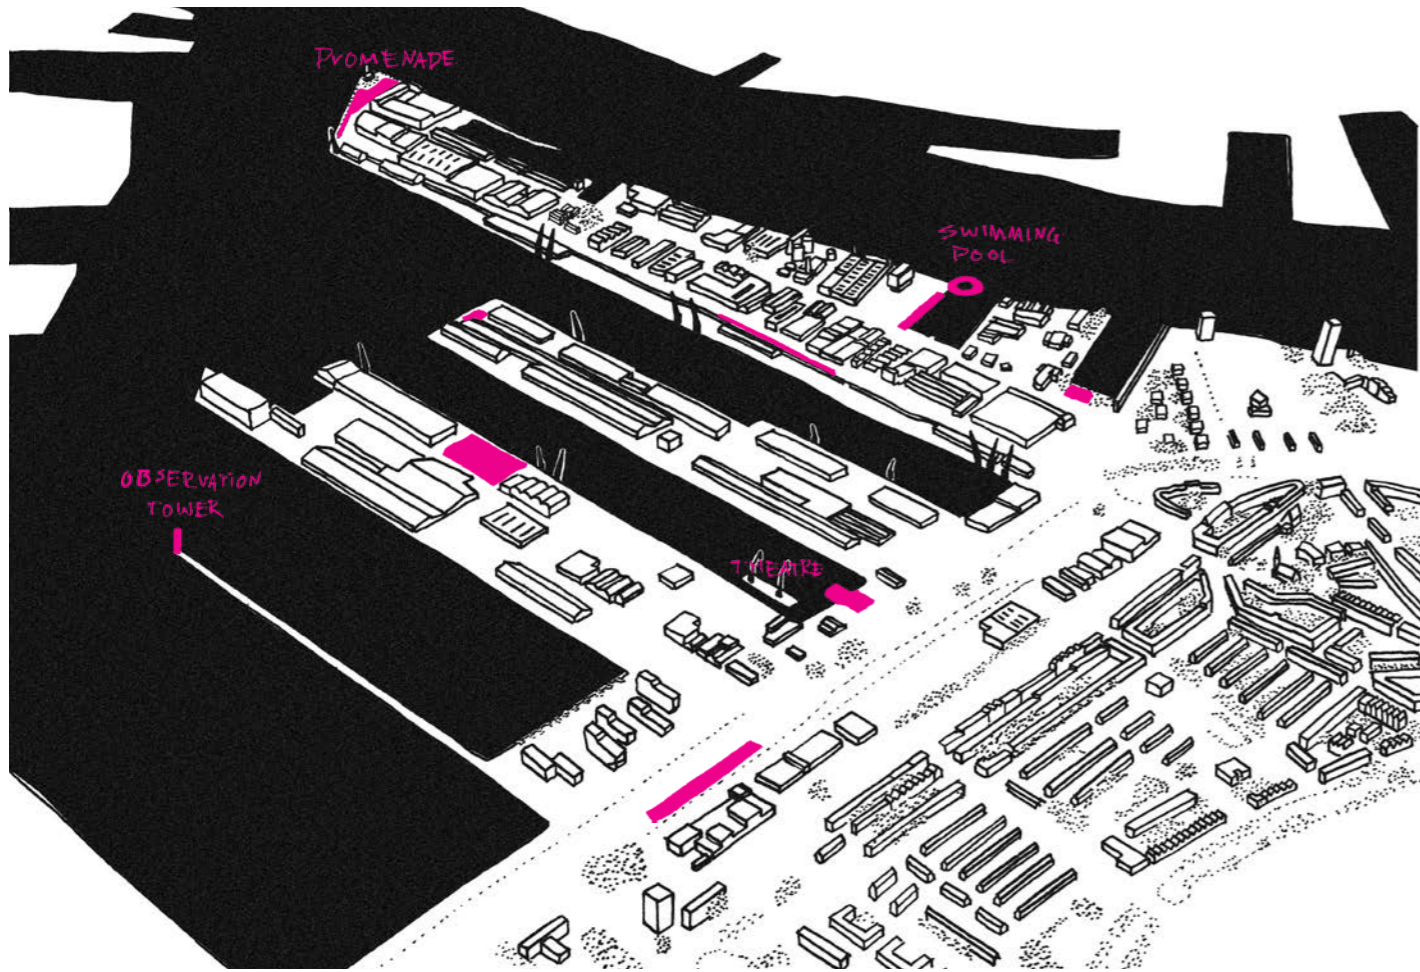 PROMENADE
SWIMMING
POOL
OBSERVATION
TOWER
THEATRE